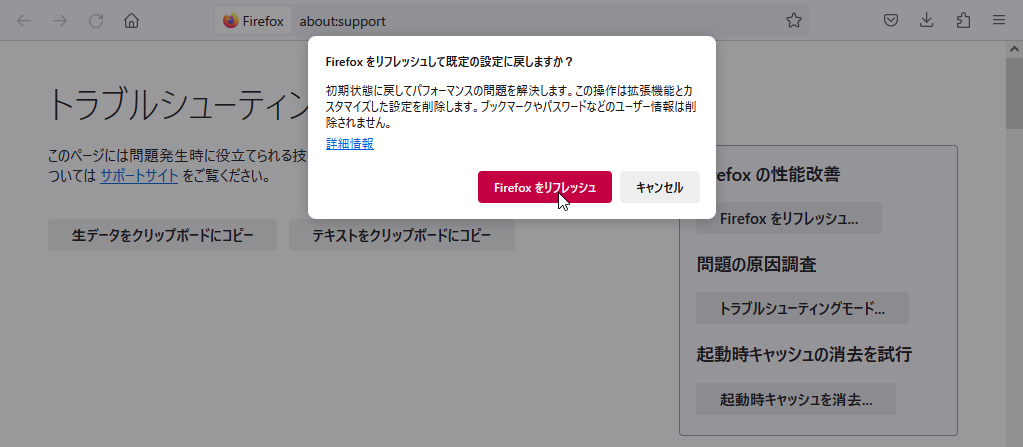 Firefox
about:support
Firefox をリフレッシュして既定の設定に戻しますか？
初期状態に戻してパフォーマンスの問題を解決します。この操作は拡張機能とカ
スタマイズした設定を削除します。ブックマークやパスワードなどのユーザー情報は削
除されません。
詳細情報
Firefox をリフレッシュ
キャンセル
トラブルシューティン
このページには問題発生時に役立てられる技
ついては サポートサイト をご覧ください。
生データをクリップボードにコピー
テキストをクリップボードにコピー
refox の性能改善
Firefox をリフレッシュ...
問題の原因調査
トラブルシューティングモード...
起動時キャッシュの消去を試行
起動時キャッシュを消去...